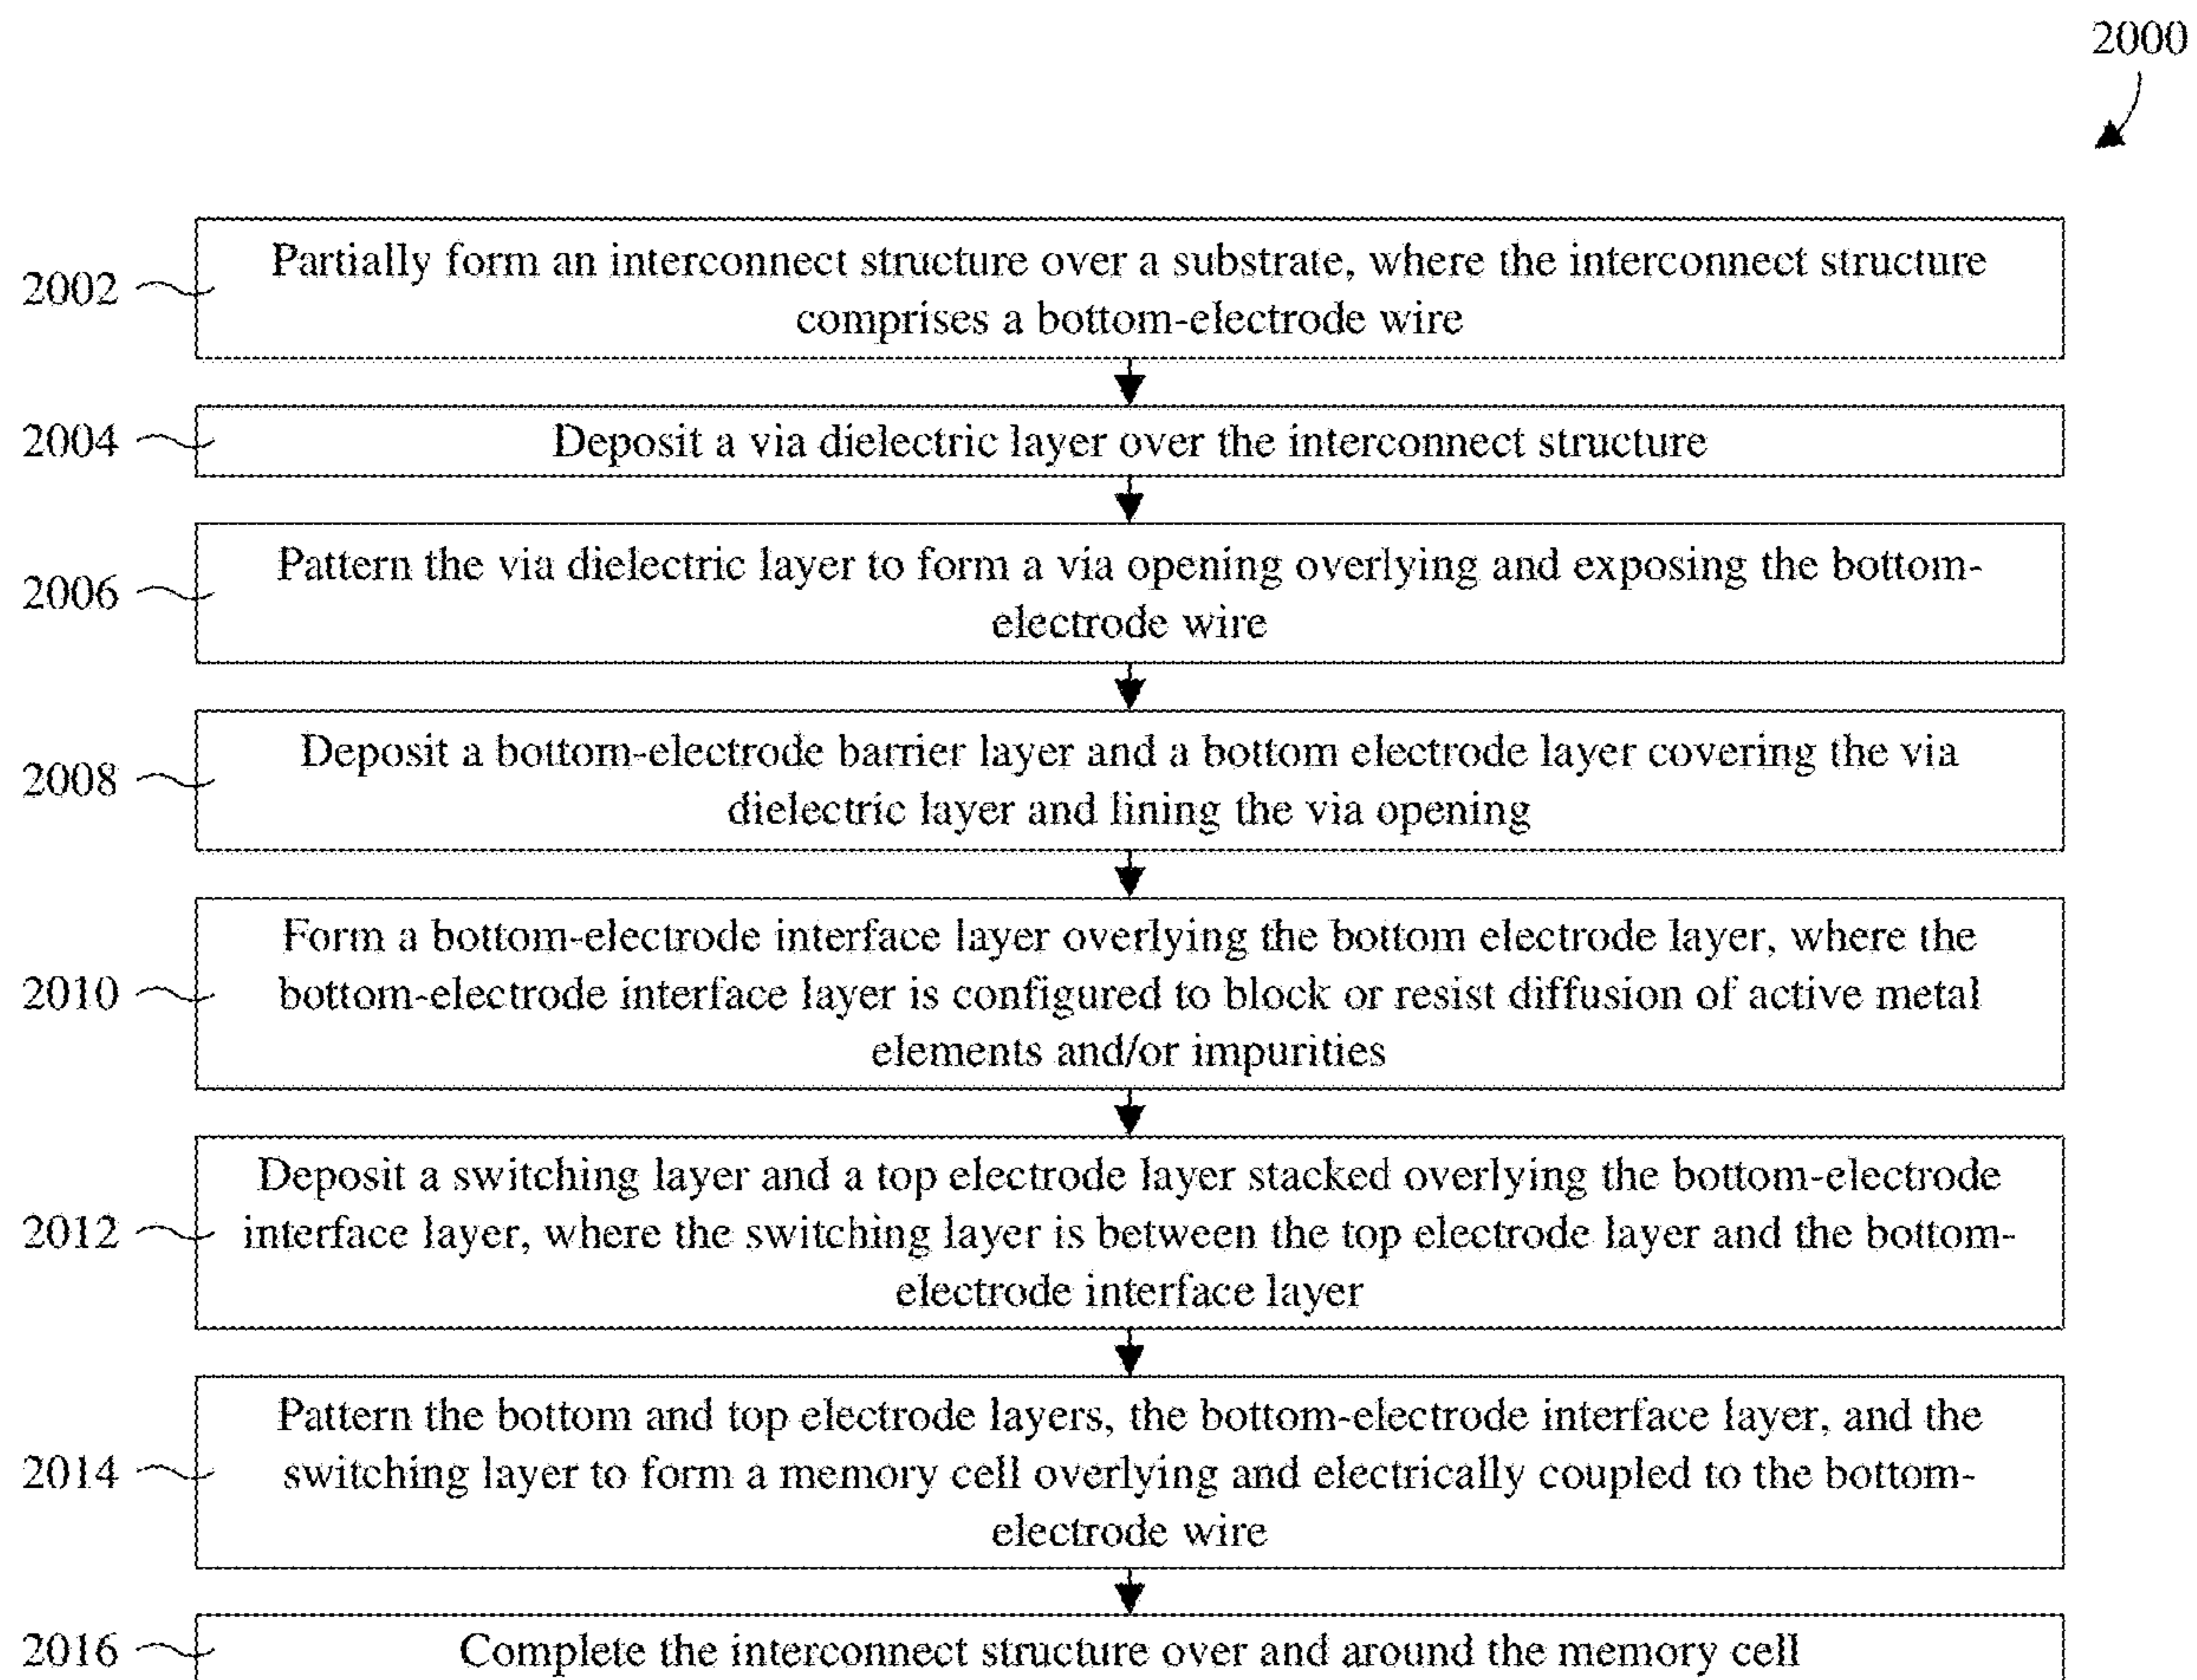 2000
2002
Partially form an interconnect structure over a substrate, where the interconnect structure
comprises a bottom-electrode wire
2004
Deposit a via dielectric layer over the interconnect structure
2006
Pattern the via dielectric layer to form a via opening overlying and exposing the bottom-
electrode wire
2008
Deposit a bottom-electrode barrier layer and a bottom electrode layer covering the via
dielectric layer and lining the via opening
2010
Form a bottom-electrode interface layer overlying the bottom electrode layer, where the
bottom-electrode interface layer is configured to block or resist diffusion of active metal
elements and/or impurities
2012
Deposit a switching layer and a top electrode layer stacked overlying the bottom-electrode
interface layer, where the switching layer is between the top electrode layer and the bottom-
electrode interface layer
2014
Pattern the bottom and top electrode layers, the bottom-electrode interface layer, and the
switching layer to form a memory cell overlying and electrically coupled to the bottom-
electrode wire
2016
Complete the interconnect structure over and around the memory cell